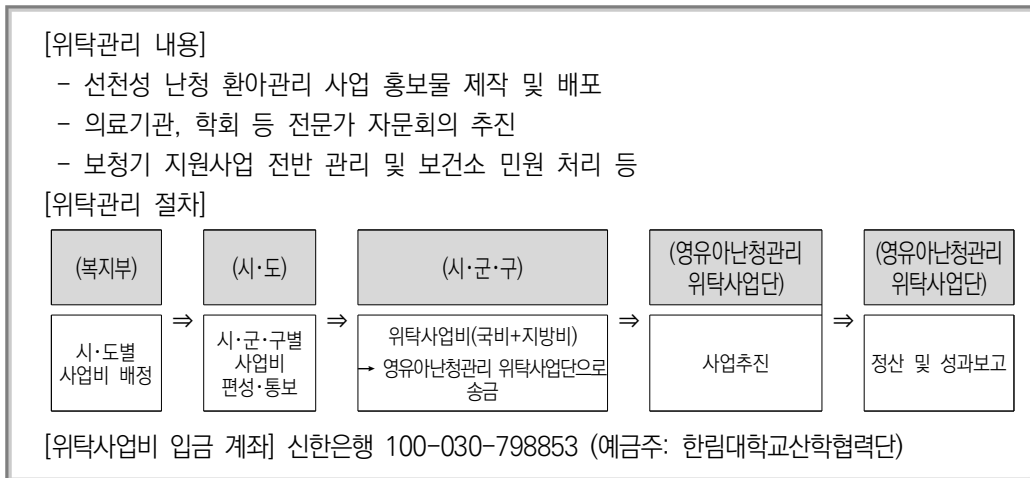 [위탁관리 내용]
- 선천성 난청 환아관리 사업 홍보물 제작 및 배포
- 의료기관, 학회 등 전문가 자문회의 추진
- 보청기 지원사업 전반 관리 및 보건소 민원 처리 등
[위탁관리 절차]
(복지부)
시·도별
사업비 배정
⇒
(시·도)
시·군·구별
사업비
편성·통보
⇒
(시·군·구)
위탁사업비(국비+지방비)
→ 영유아난청관리 위탁사업단으로
송금
⇒
(영유아난청관리
위탁사업단)
사업추진
⇒
(영유아난청관리
위탁사업단)
정산 및 성과보고
[위탁사업비 입금 계좌] 신한은행 100-030-798853 (예금주: 한림대학교산학협력단)